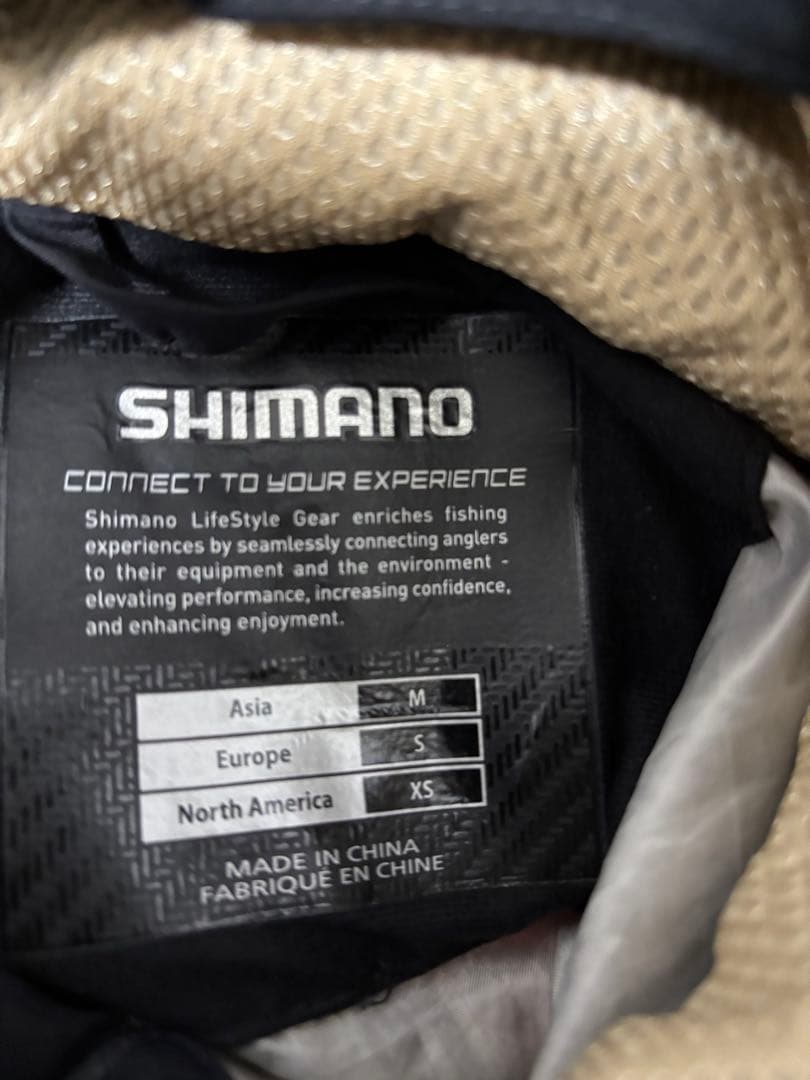 SHIMANO
CONNECT TO YOUR EXPERIENCE
Shimano LifeStyle Gear enriches fishing
experiences by seamlessly connecting anglers
to their equipment and the environment -
elevating performance, increasing confidence,
and enhancing enjoyment.
Asia M
Europe S
North America XS
MADE IN CHINA
FABRIQUÉ EN CHINE